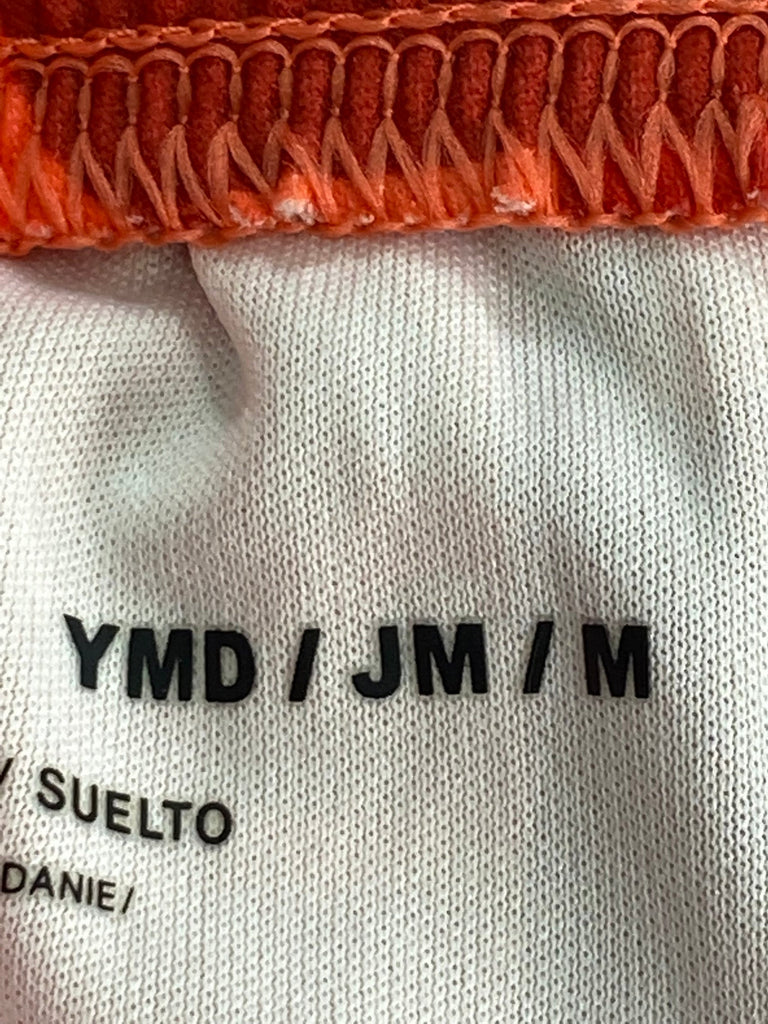 YMD / JM / M
/ SUELTO
DANIE/